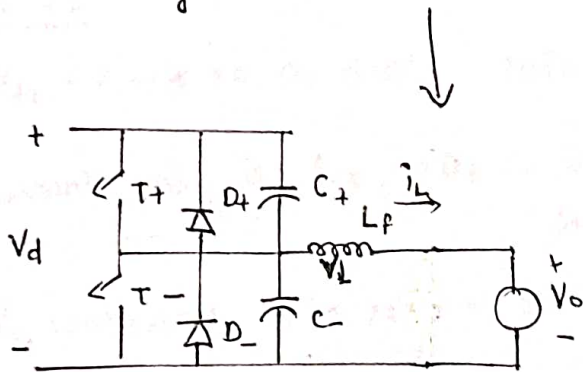 +
T+
D+
C+
iL
Lf
Vd
VL
+
Vo
-
T-
D-
C-
-